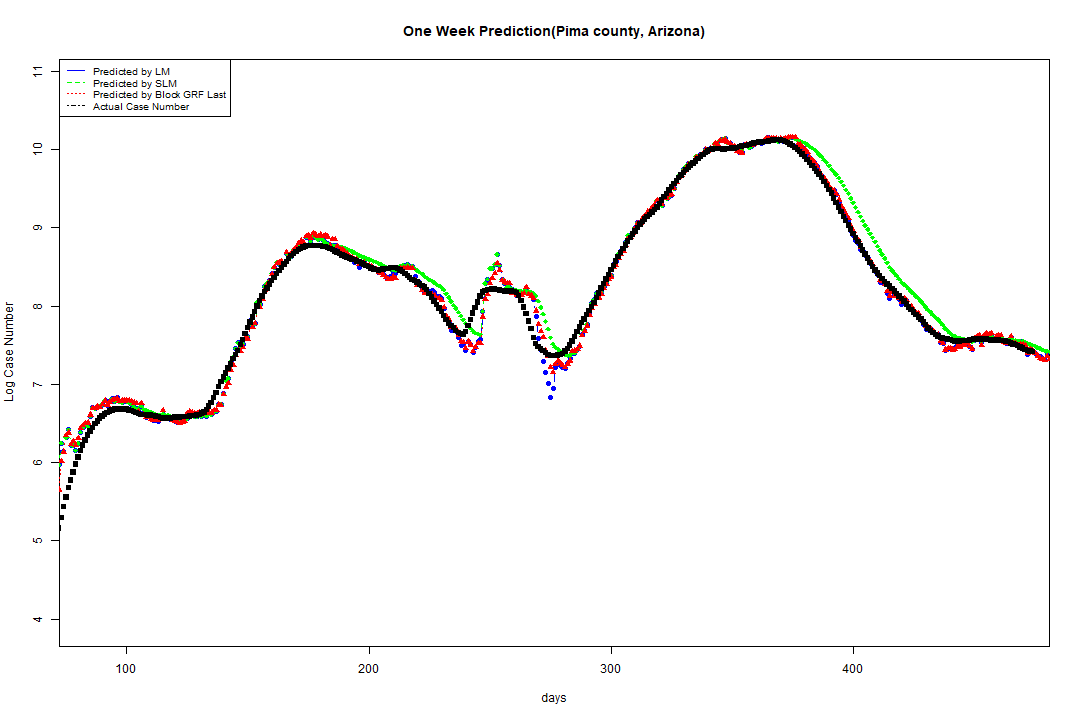 One Week Prediction(Pima county, Arizona)
Predicted by LM
Predicted by SLM
Predicted by Block GRF Last
Actual Case Number
11
10
9
8
7
6
5
4
Log Case Number
100 200 300 400
days